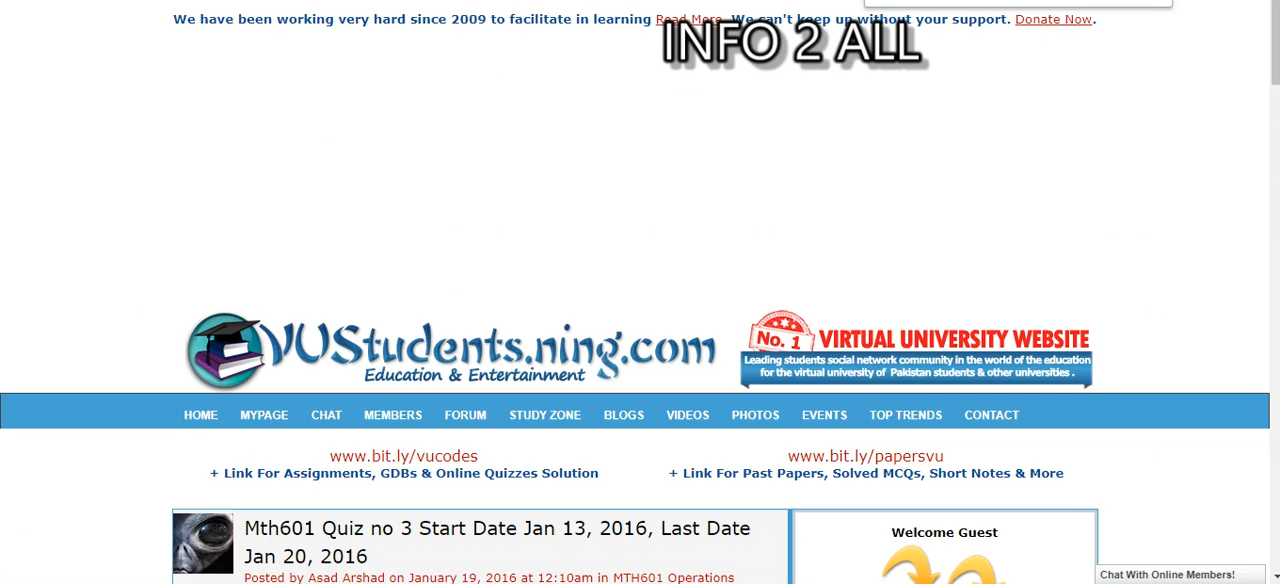 We have been working very hard since 2009 to facilitate in learning Read More. We can't keep up without your support. Donate Now.
INFO 2 ALL
VUStudents.ning.com
Education & Entertainment
No. 1 VIRTUAL UNIVERSITY WEBSITE
Leading students social network community in the world of the education
for the virtual university of Pakistan students & other universities .
HOME MYPAGE CHAT MEMBERS FORUM STUDY ZONE BLOGS VIDEOS PHOTOS EVENTS TOP TRENDS CONTACT
www.bit.ly/vucodes
+ Link For Assignments, GDBs & Online Quizzes Solution
www.bit.ly/papersvu
+ Link For Past Papers, Solved MCQs, Short Notes & More
Mth601 Quiz no 3 Start Date Jan 13, 2016, Last Date
Jan 20, 2016
Posted by Asad Arshad on January 19, 2016 at 12:10am in MTH601 Operations
Welcome Guest
Chat With Online Members!